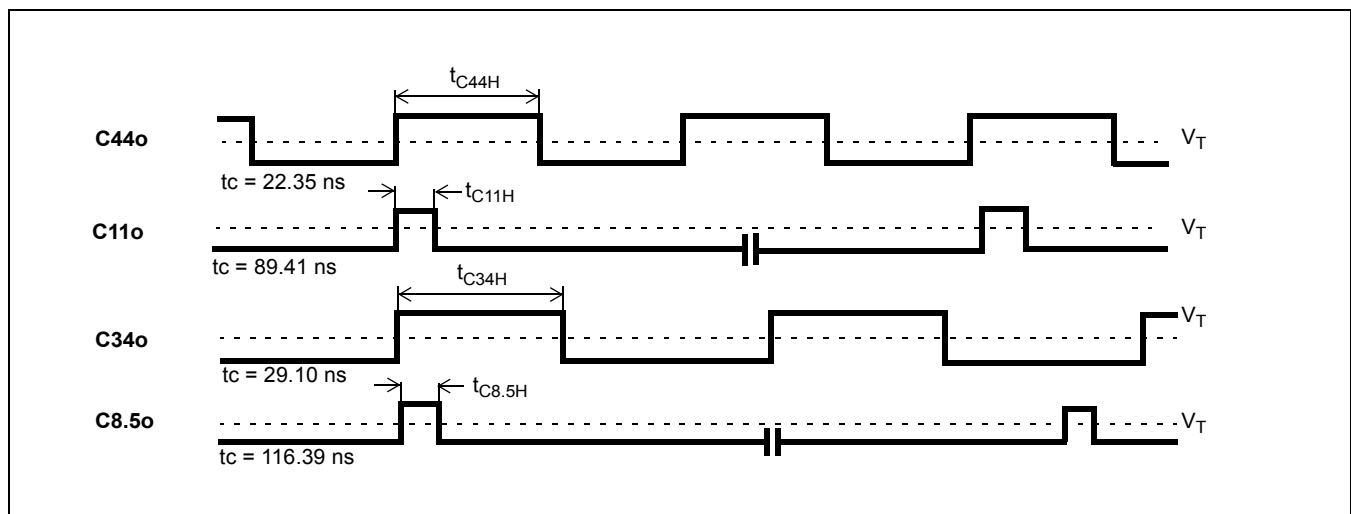 tC44H
C44o
VT
tc = 22.35 ns
tC11H
C11o
VT
tc = 89.41 ns
tC34H
VT
C34o
tc = 29.10 ns
tC8.5H
C8.5o
VT
tc = 116.39 ns